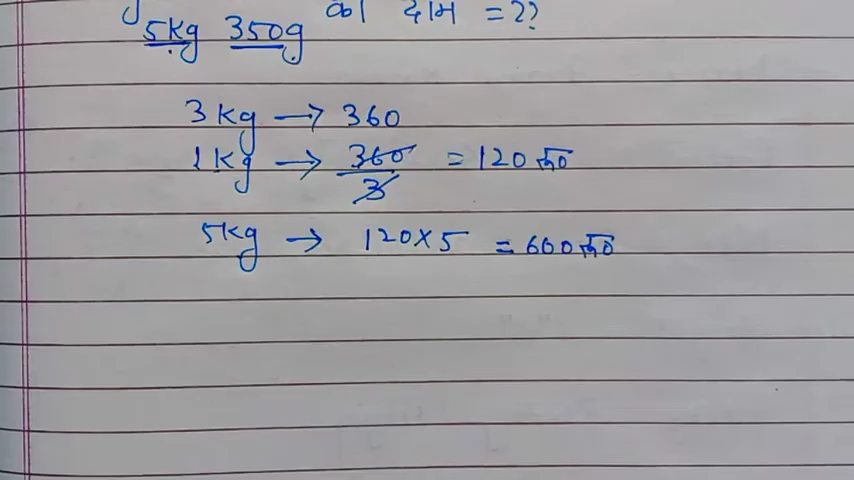 5kg 350g का दाम = ??
3kg → 360
1kg → 360/3 = 120 रू०
5kg → 120×5 = 600 रू०